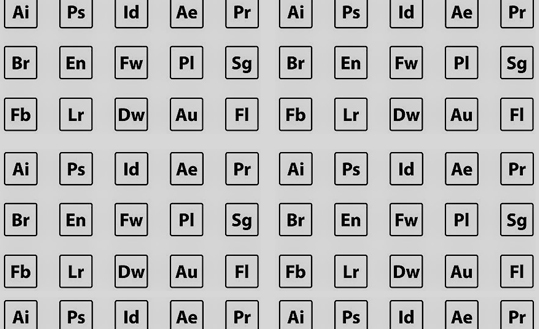 Ai Ps Id Ae Pr Ai Ps Id Ae Pr
Br En Fw Pl Sg Br En Fw Pl Sg
Fb Lr Dw Au Fl Fb Lr Dw Au Fl
Ai Ps Id Ae Pr Ai Ps Id Ae Pr
Br En Fw Pl Sg Br En Fw Pl Sg
Fb Lr Dw Au Fl Fb Lr Dw Au Fl
Ai Ps Id Ae Pr Ai Ps Id Ae Pr